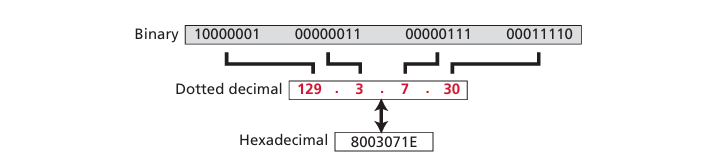 Binary 10000001 00000011 00000111 00011110
Dotted decimal 129 . 3 . 7 . 30
Hexadecimal 8003071E